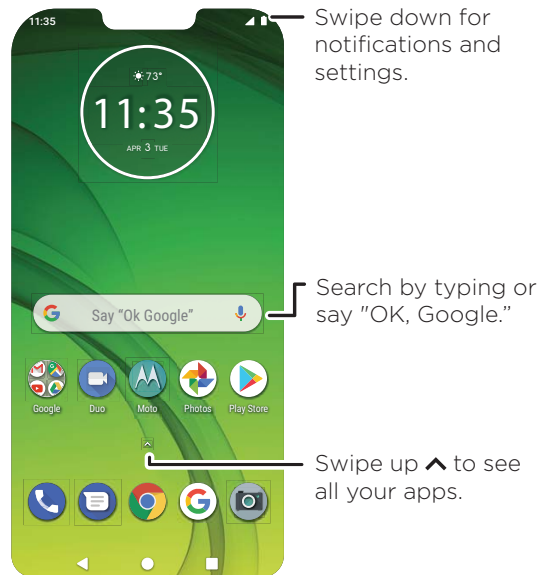 11:35
Swipe down for
notifications and
settings.
73°
11:35
APR 3 TUE
Search by typing or
say "OK, Google.”
Say “Ok Google”
Google Duo Moto Photos Play Store
Swipe up to see
all your apps.